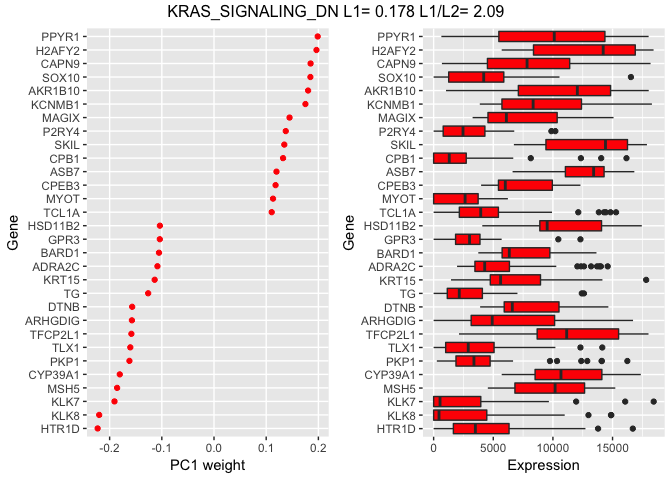 KRAS_SIGNALING_DN L1= 0.178 L1/L2= 2.09
Gene
PPYR1
H2AFY2
CAPN9
SOX10
AKR1B10
KCNMB1
MAGIX
P2RY4
SKIL
CPB1
ASB7
CPEB3
MYOT
TCL1A
HSD11B2
GPR3
BARD1
ADRA2C
KRT15
TG
DTNB
ARHGDIG
TFCP2L1
TLX1
PKP1
CYP39A1
MSH5
KLK7
KLK8
HTR1D
-0.2 -0.1 0.0 0.1 0.2
PC1 weight
Gene
PPYR1
H2AFY2
CAPN9
SOX10
AKR1B10
KCNMB1
MAGIX
P2RY4
SKIL
CPB1
ASB7
CPEB3
MYOT
TCL1A
HSD11B2
GPR3
BARD1
ADRA2C
KRT15
TG
DTNB
ARHGDIG
TFCP2L1
TLX1
PKP1
CYP39A1
MSH5
KLK7
KLK8
HTR1D
0 5000 10000 15000
Expression